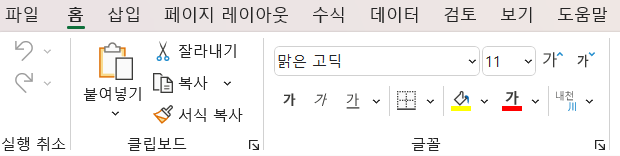 파일 홈 삽입 페이지 레이아웃 수식 데이터 검토 보기 도움말
붙여넣기
잘라내기
복사
서식 복사
맑은 고딕 11 가 가
가 가 가 가 내천
실행 취소 클립보드 글꼴